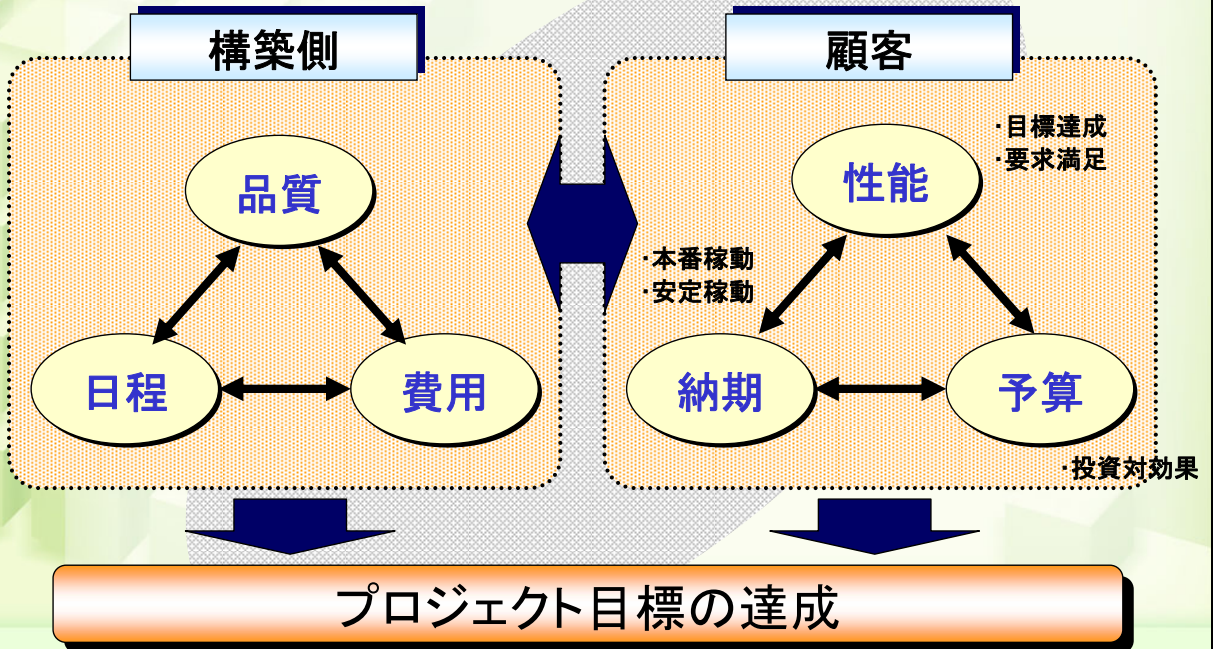 構築側
顧客
品質
日程
費用
性能
・目標達成
・要求満足
・本番稼動
・安定稼動
納期
予算
・投資対効果
プロジェクト目標の達成